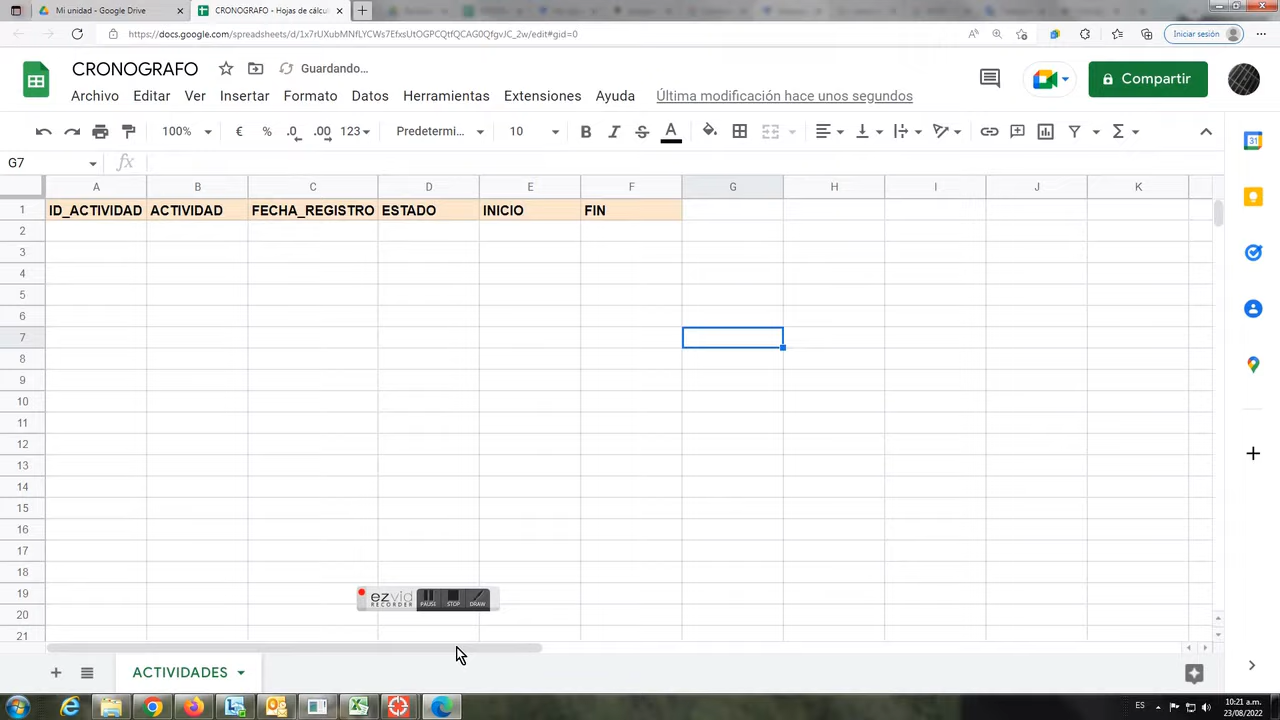 Mi unidad - Google Drive
CRONOGRAFO - Hojas de cálcu
https://docs.google.com/spreadsheets/d/1x7rUXubMNfLYCWs7EfxsUtOGPCQtfQCAG0QfgvJC_2w/edit#gid=0
Iniciar sesión
CRONOGRAFO
Guardando…
Archivo Editar Ver Insertar Formato Datos Herramientas Extensiones Ayuda
Última modificación hace unos segundos
Compartir
100% € % .0 .00 123 Predetermi... 10 B I S A Σ
G7 fx
A B C D E F G H I J K
1 ID_ACTIVIDAD ACTIVIDAD FECHA_REGISTRO ESTADO INICIO FIN
2
3
4
5
6
7
8
9
10
11
12
13
14
15
16
17
18
19
20
21
ezvid
RECORDER
PAUSE STOP DRAW
31
ACTIVIDADES
ES
10:21 a.m.
23/08/2022